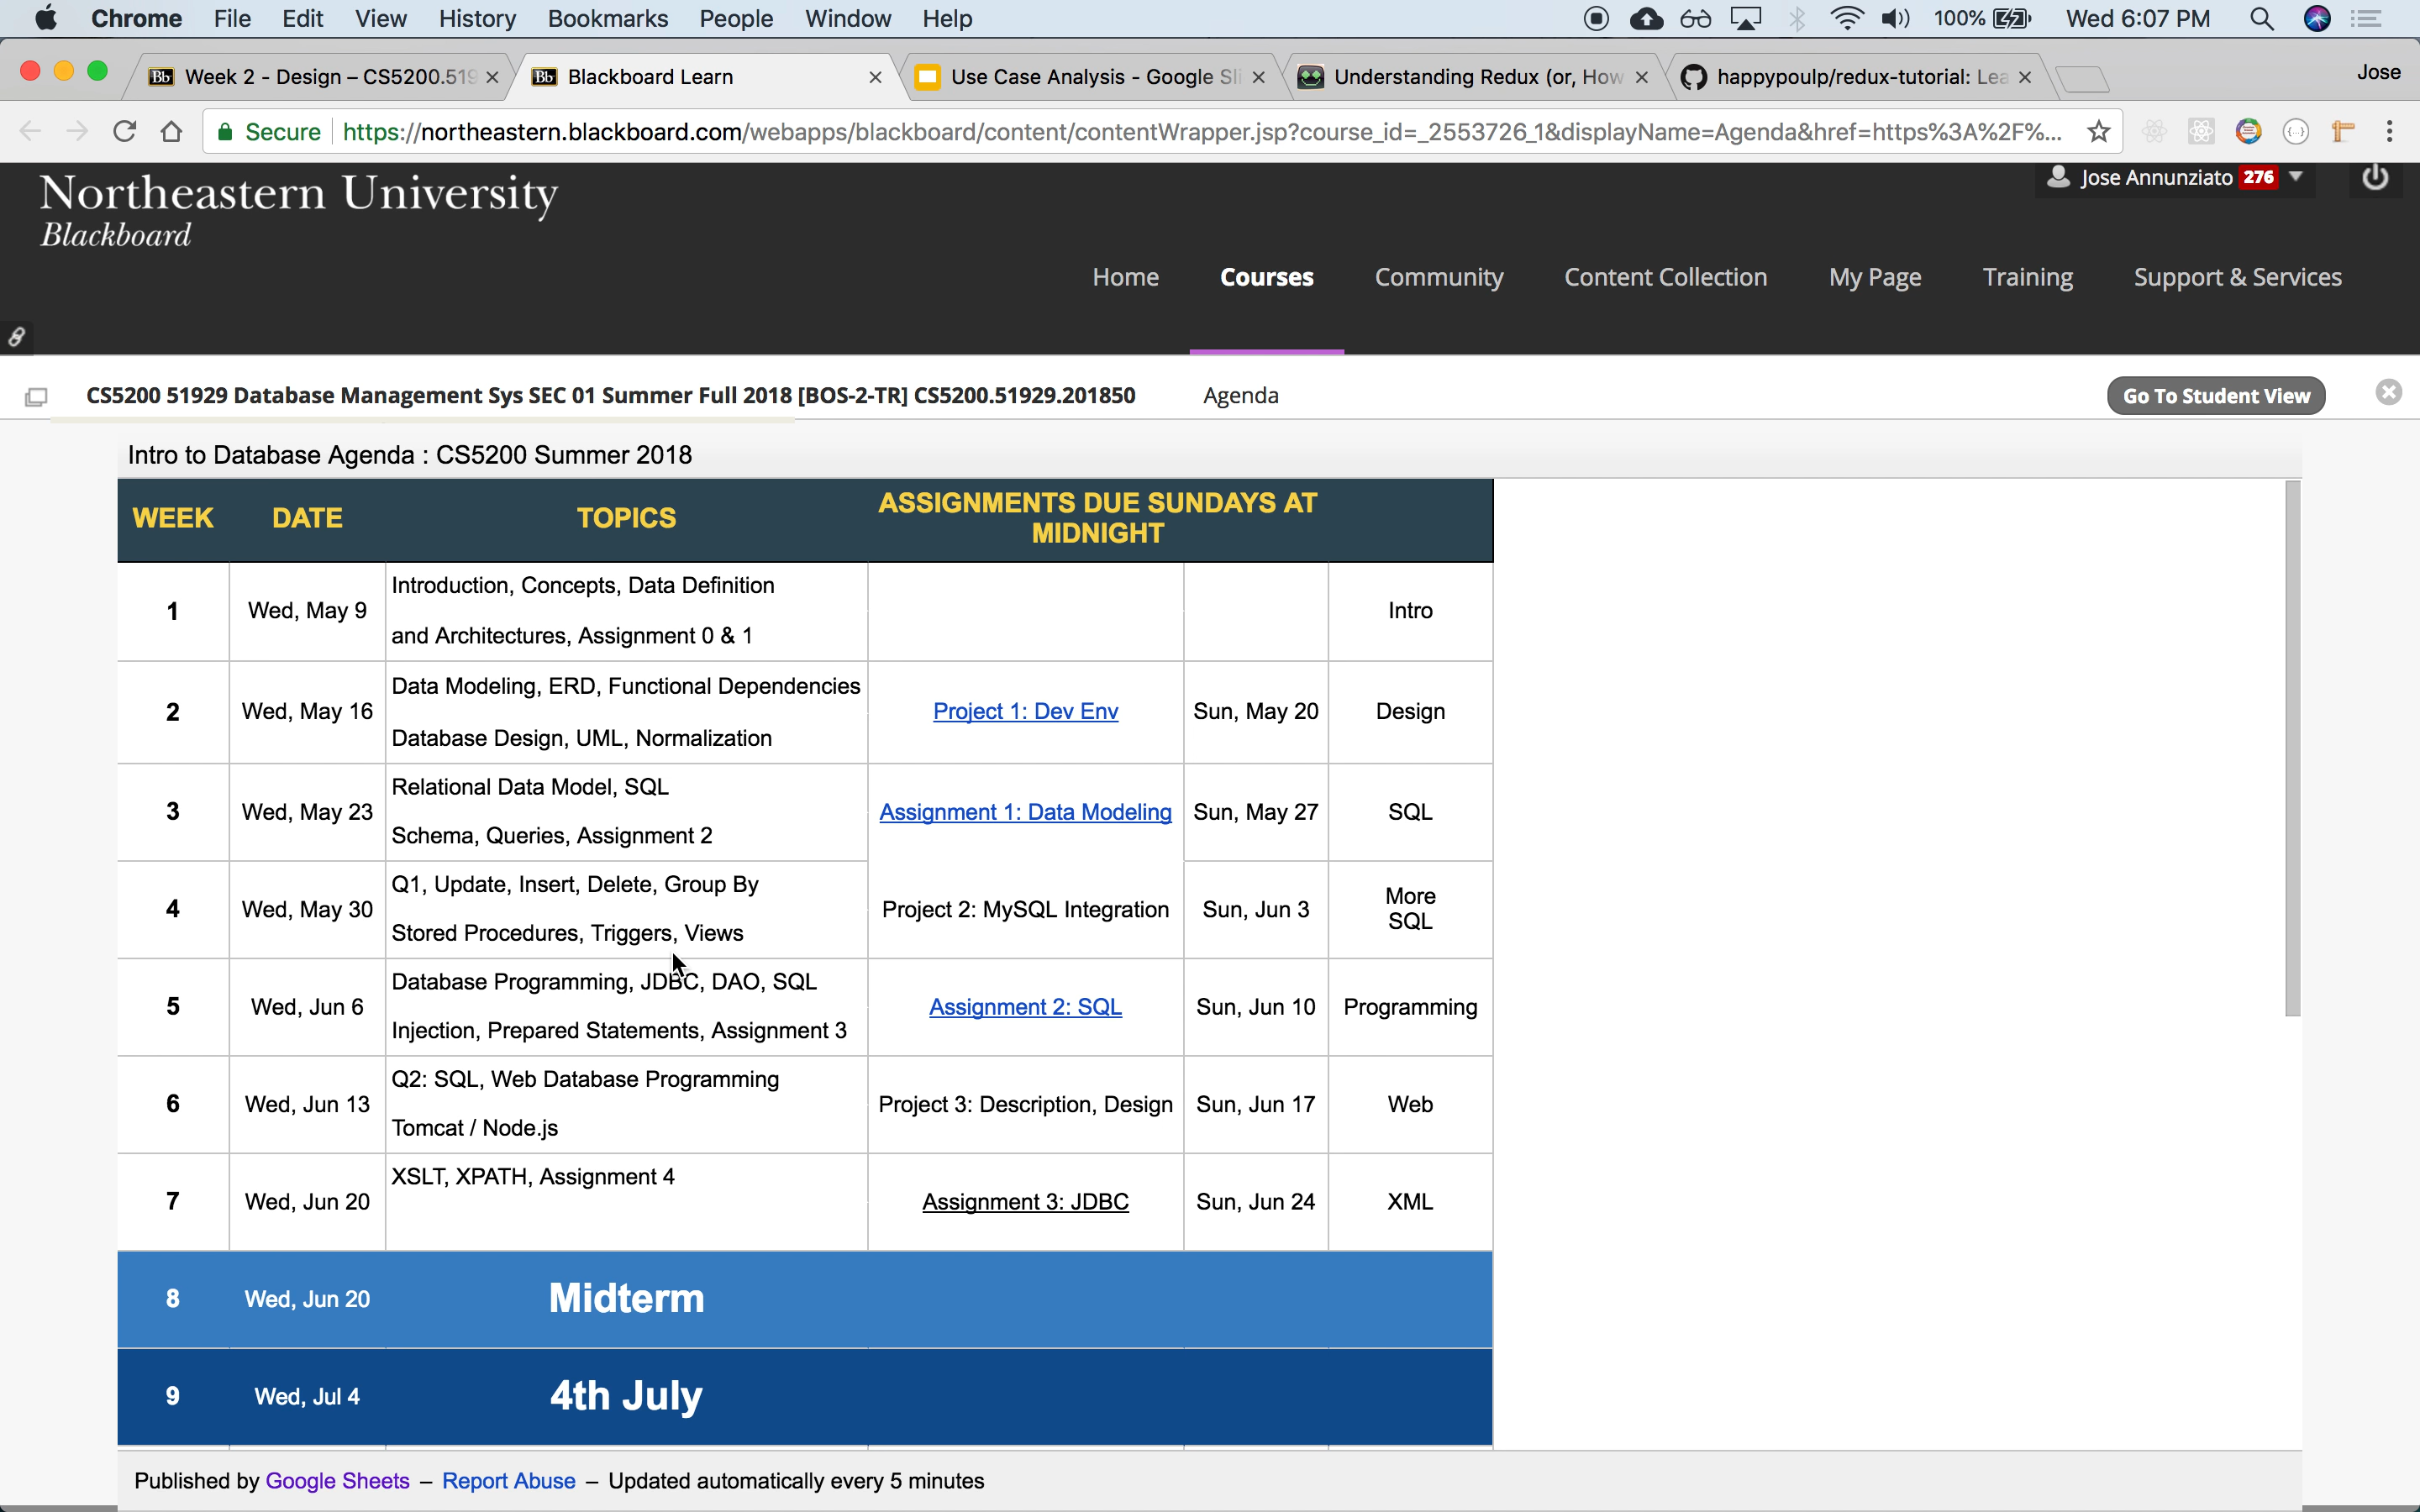 Chrome File Edit View History Bookmarks People Window Help 100% Wed 6:07 PM
Week 2 - Design – CS5200.519 Blackboard Learn Use Case Analysis - Google Sli Understanding Redux (or, How happypoulp/redux-tutorial: Lea Jose
Secure https://northeastern.blackboard.com/webapps/blackboard/content/contentWrapper.jsp?course_id=_2553726_1&displayName=Agenda&href=https%3A%2F%...
Northeastern University
Blackboard
Jose Annunziato 276
Home Courses Community Content Collection My Page Training Support & Services
CS5200 51929 Database Management Sys SEC 01 Summer Full 2018 [BOS-2-TR] CS5200.51929.201850 Agenda Go To Student View
Intro to Database Agenda : CS5200 Summer 2018
WEEK DATE TOPICS ASSIGNMENTS DUE SUNDAYS AT
MIDNIGHT
1 Wed, May 9 Introduction, Concepts, Data Definition
and Architectures, Assignment 0 & 1 Intro
2 Wed, May 16 Data Modeling, ERD, Functional Dependencies
Database Design, UML, Normalization Project 1: Dev Env Sun, May 20 Design
3 Wed, May 23 Relational Data Model, SQL
Schema, Queries, Assignment 2 Assignment 1: Data Modeling Sun, May 27 SQL
4 Wed, May 30 Q1, Update, Insert, Delete, Group By
Stored Procedures, Triggers, Views Project 2: MySQL Integration Sun, Jun 3 More
SQL
5 Wed, Jun 6 Database Programming, JDBC, DAO, SQL
Injection, Prepared Statements, Assignment 3 Assignment 2: SQL Sun, Jun 10 Programming
6 Wed, Jun 13 Q2: SQL, Web Database Programming
Tomcat / Node.js Project 3: Description, Design Sun, Jun 17 Web
7 Wed, Jun 20 XSLT, XPATH, Assignment 4
Assignment 3: JDBC Sun, Jun 24 XML
8 Wed, Jun 20 Midterm
9 Wed, Jul 4 4th July
Published by Google Sheets – Report Abuse – Updated automatically every 5 minutes